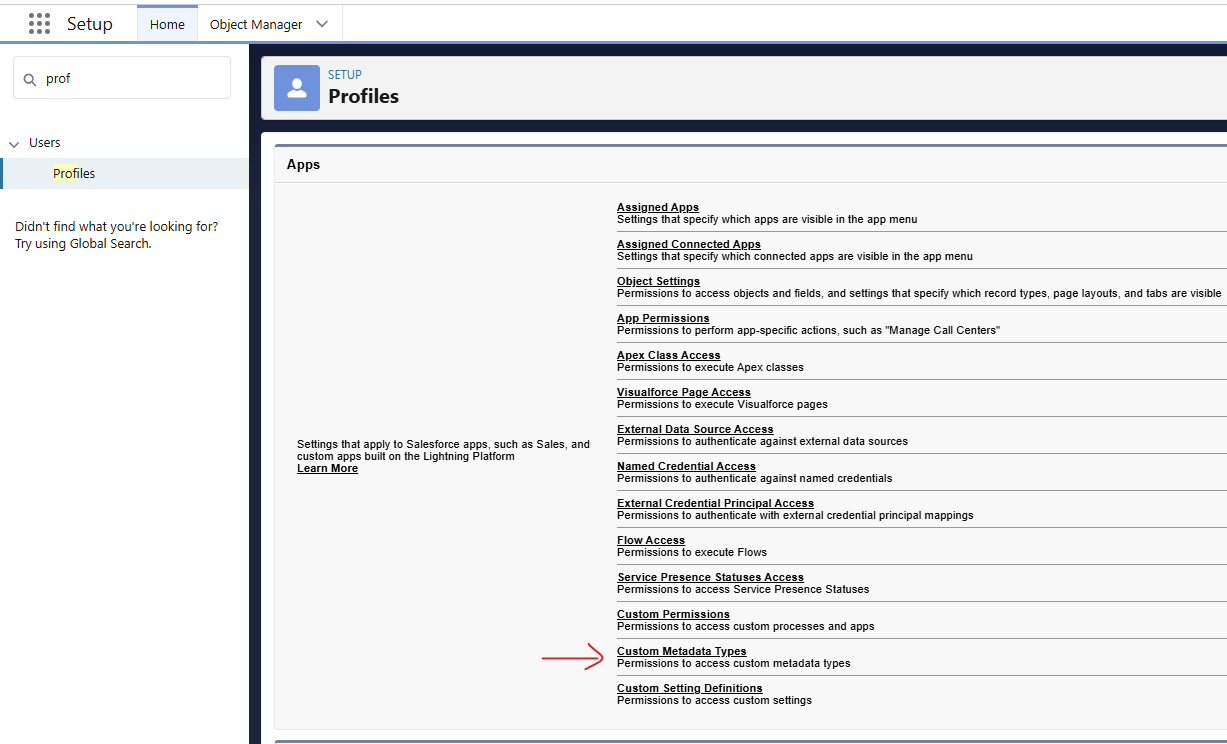 Setup
Home
Object Manager
prof
Users
Profiles
Didn't find what you're looking for?
Try using Global Search.
SETUP
Profiles
Apps
Settings that apply to Salesforce apps, such as Sales, and
custom apps built on the Lightning Platform
Learn More
Assigned Apps
Settings that specify which apps are visible in the app menu
Assigned Connected Apps
Settings that specify which connected apps are visible in the app menu
Object Settings
Permissions to access objects and fields, and settings that specify which record types, page layouts, and tabs are visible
App Permissions
Permissions to perform app-specific actions, such as "Manage Call Centers"
Apex Class Access
Permissions to execute Apex classes
Visualforce Page Access
Permissions to execute Visualforce pages
External Data Source Access
Permissions to authenticate against external data sources
Named Credential Access
Permissions to authenticate against named credentials
External Credential Principal Access
Permissions to authenticate with external credential principal mappings
Flow Access
Permissions to execute Flows
Service Presence Statuses Access
Permissions to access Service Presence Statuses
Custom Permissions
Permissions to access custom processes and apps
Custom Metadata Types
Permissions to access custom metadata types
Custom Setting Definitions
Permissions to access custom settings